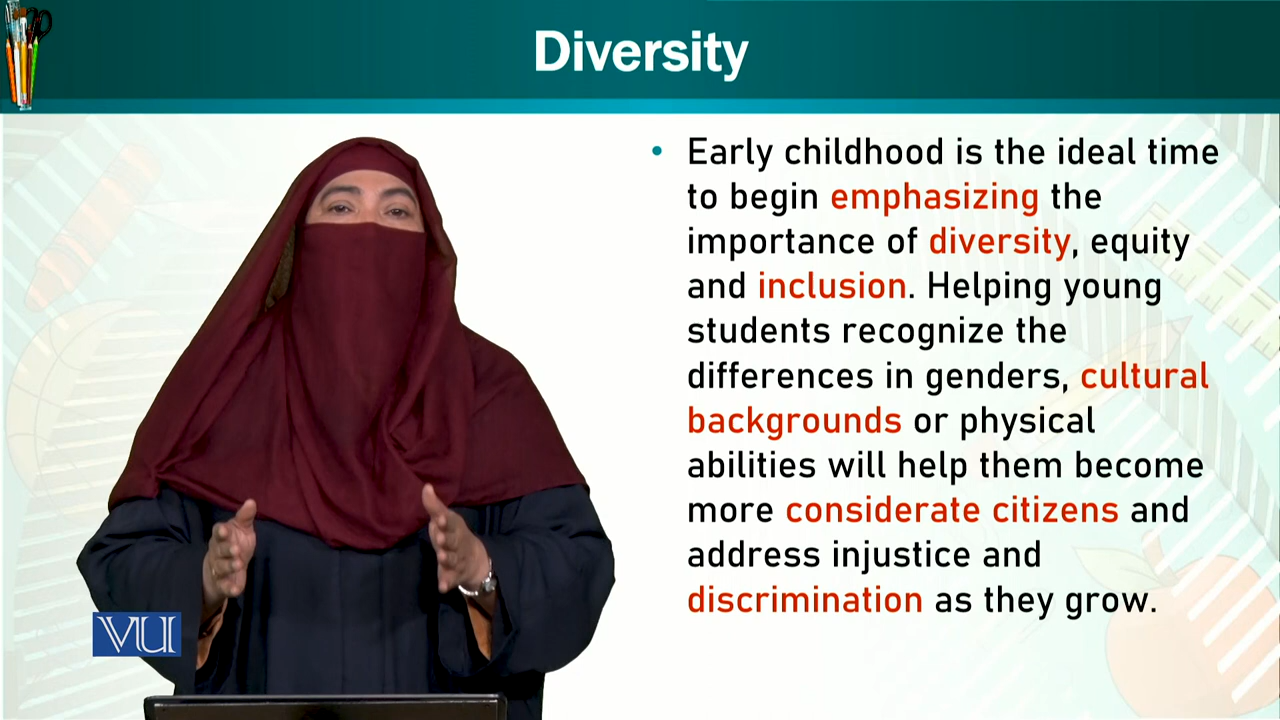 Diversity
• Early childhood is the ideal time
to begin emphasizing the
importance of diversity, equity
and inclusion. Helping young
students recognize the
differences in genders, cultural
backgrounds or physical
abilities will help them become
more considerate citizens and
address injustice and
discrimination as they grow.
VU